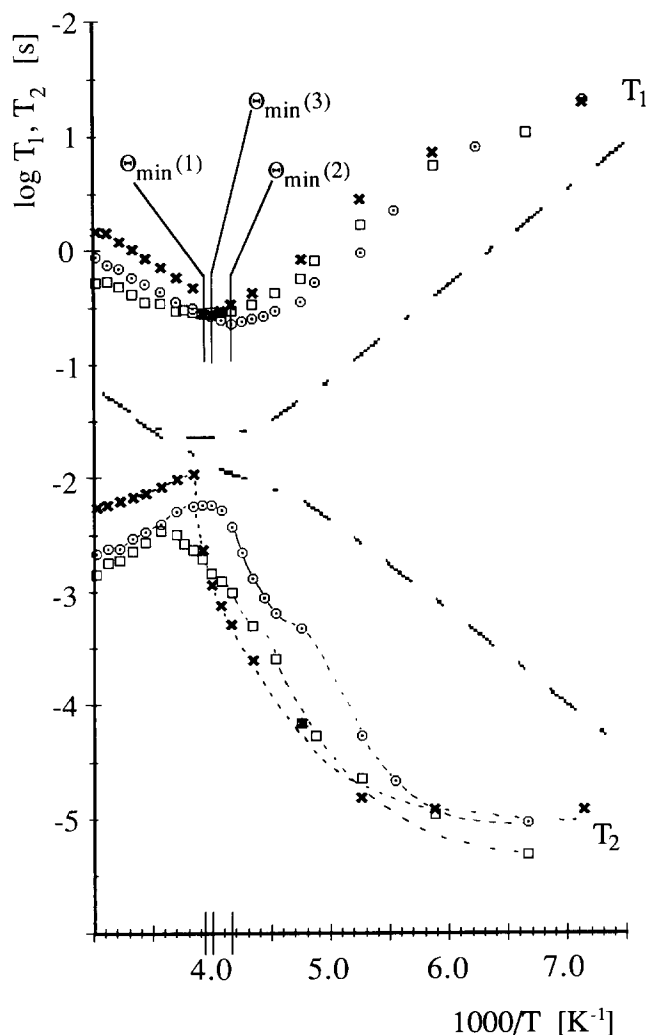 log T₁, T₂ [s]
-2
1
0
-1
-2
-3
-4
-5
Θmin(3)
Θmin(1)
Θmin(2)
T₁
T₂
4.0 5.0 6.0 7.0
1000/T [K⁻¹]